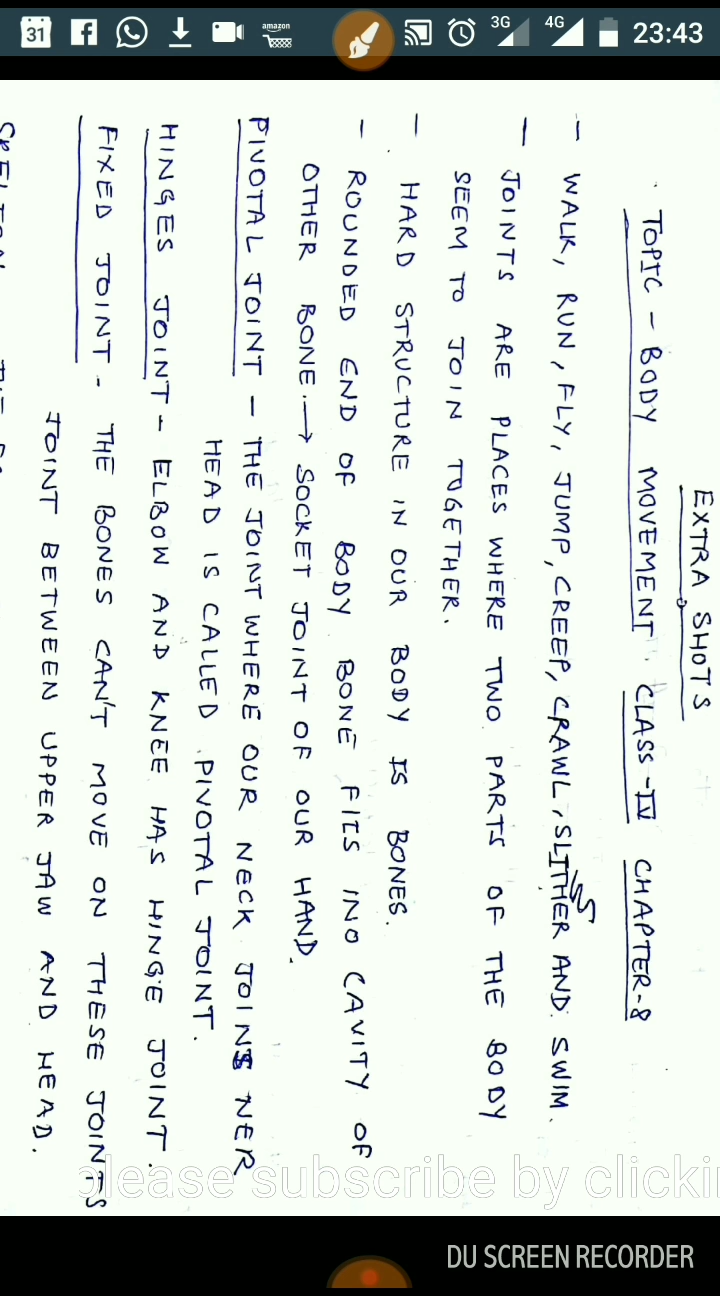 31
amazon
3G
4G
23:43
EXTRA SHOTS
TOPIC - BODY MOVEMENT CLASS-IV CHAPTER-8
- WALK, RUN, FLY, JUMP, CREEP, CRAWL, SLITHER AND SWIM.
- JOINTS ARE PLACES WHERE TWO PARTS OF THE BODY
SEEM TO JOIN TOGETHER.
- HARD STRUCTURE IN OUR BODY IS BONES.
- ROUNDED END OF BODY BONE FITS INO CAVITY OF
OTHER BONE. → SOCKET JOINT OF OUR HAND.
PIVOTAL JOINT - THE JOINT WHERE OUR NECK JOINS NER
HEAD IS CALLED PIVOTAL JOINT.
HINGES JOINT - ELBOW AND KNEE HAS HINGE JOINT.
FIXED JOINT - THE BONES CAN'T MOVE ON THESE JOINTS
JOINT BETWEEN UPPER JAW AND HEAD.
please subscribe by clicki
DU SCREEN RECORDER